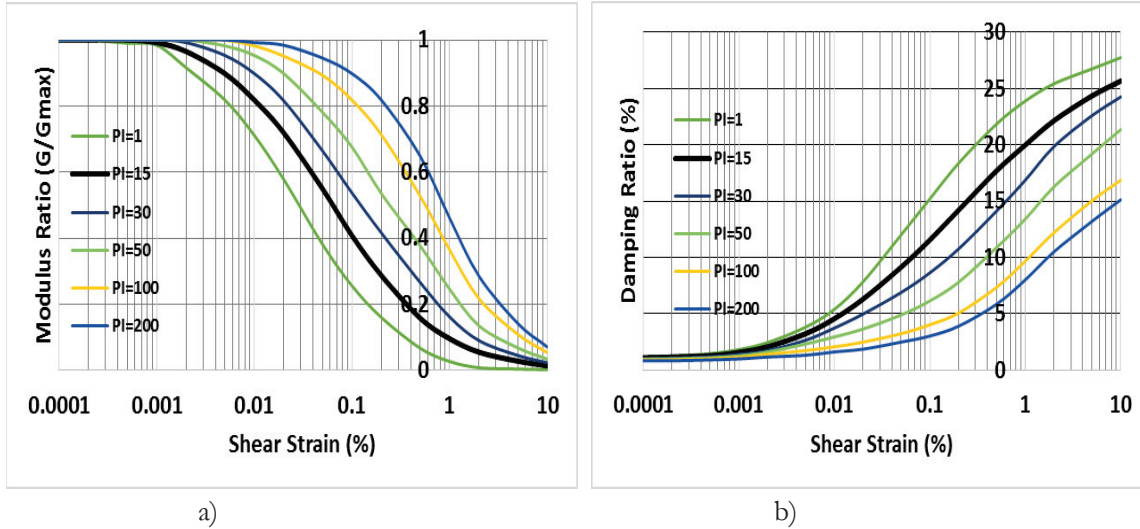 1
0.8
0.6
0.4
0.2
0
Modulus Ratio (G/Gmax)
PI=1
PI=15
PI=30
PI=50
PI=100
PI=200
0.0001 0.001 0.01 0.1 1 10
Shear Strain (%)
a)
30
25
20
15
10
5
0
Damping Ratio (%)
PI=1
PI=15
PI=30
PI=50
PI=100
PI=200
0.0001 0.001 0.01 0.1 1 10
Shear Strain (%)
b)